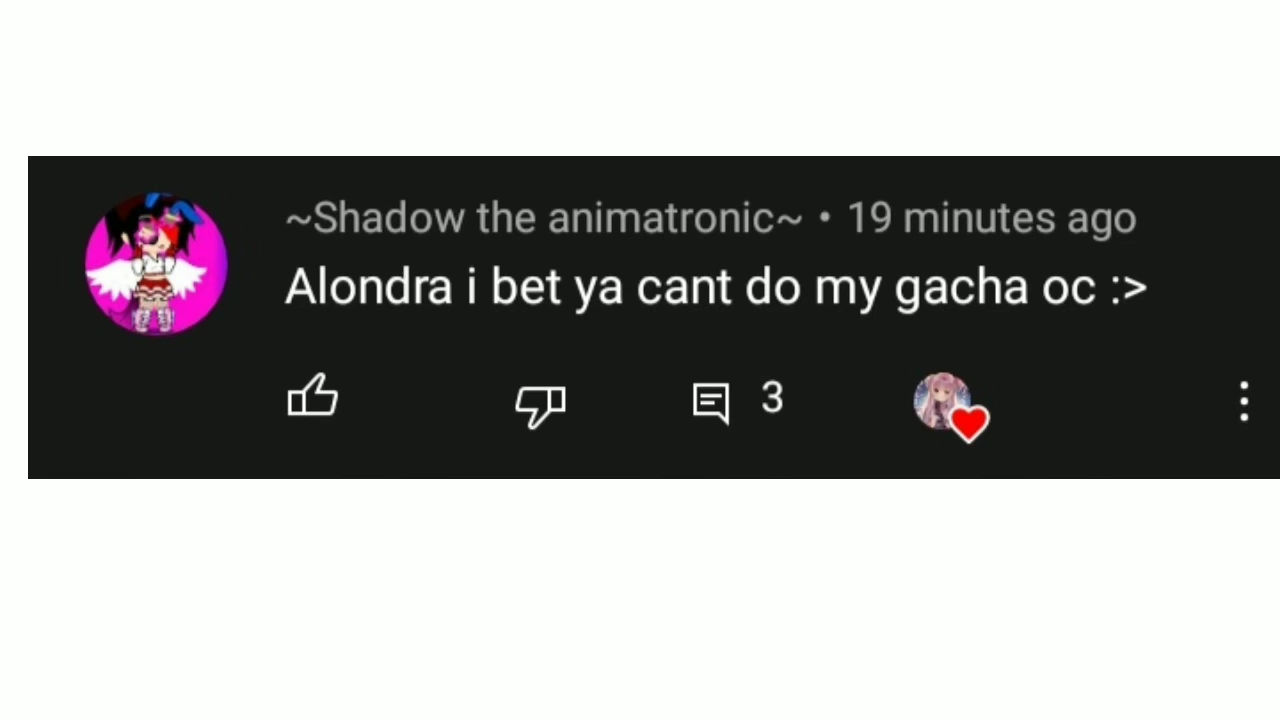 ~Shadow the animatronic~ • 19 minutes ago
Alondra i bet ya cant do my gacha oc :>
3